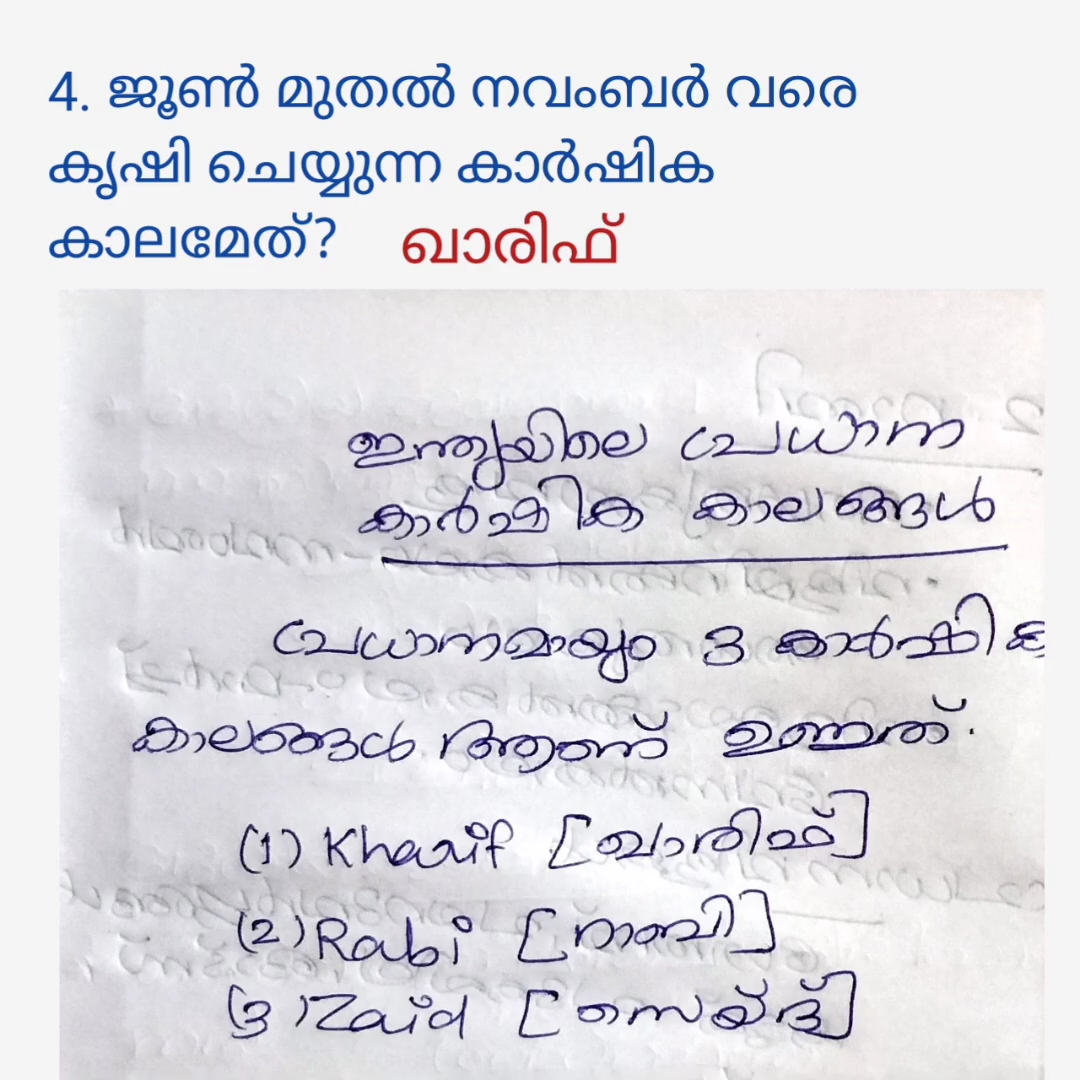 4. ജൂൺ മുതൽ നവംബർ വരെ
കൃഷി ചെയ്യുന്ന കാർഷിക
കാലമേത്? ഖാരിഫ്
ഇന്ത്യയിലെ പ്രധാന
കാർഷിക കാലങ്ങൾ
പ്രധാനമായും 3 കാർഷിക
കാലങ്ങൾ ആണ് ഉള്ളത്.
(1) Kharif [ഖാരിഫ്]
(2) Rabi [റാബി]
(3) Zaid [സെയ്ദ്]